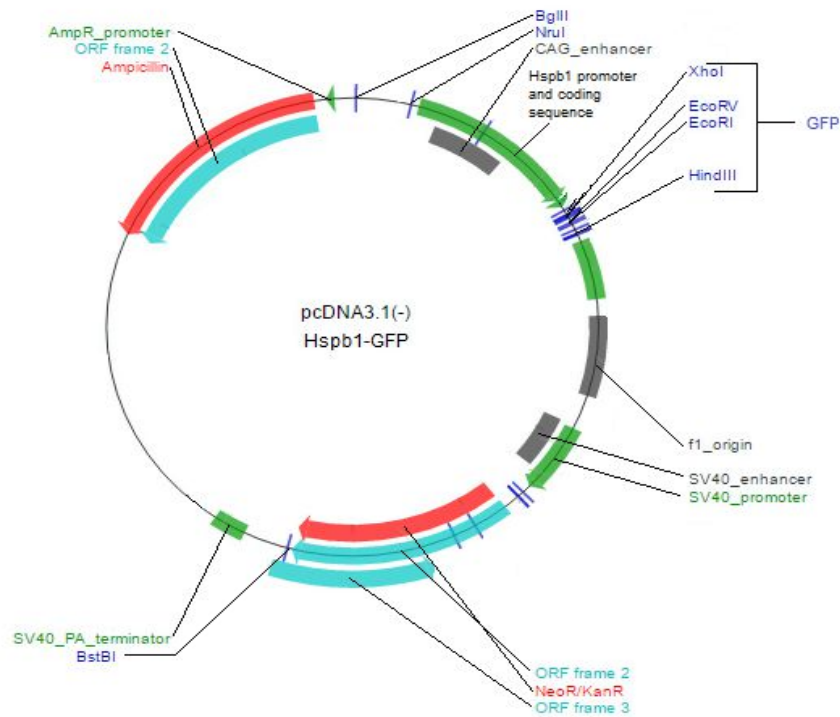 BglII
AmpR_promoter
NruI
ORF frame 2
CAG_enhancer
Ampicillin
Hspb1 promoter
and coding
sequence
XhoI
EcoRV
EcoRI
GFP
HindIII
pcDNA3.1(-)
Hspb1-GFP
f1_origin
SV40_enhancer
SV40_promoter
SV40_PA_terminator
BstBI
ORF frame 2
NeoR/KanR
ORF frame 3